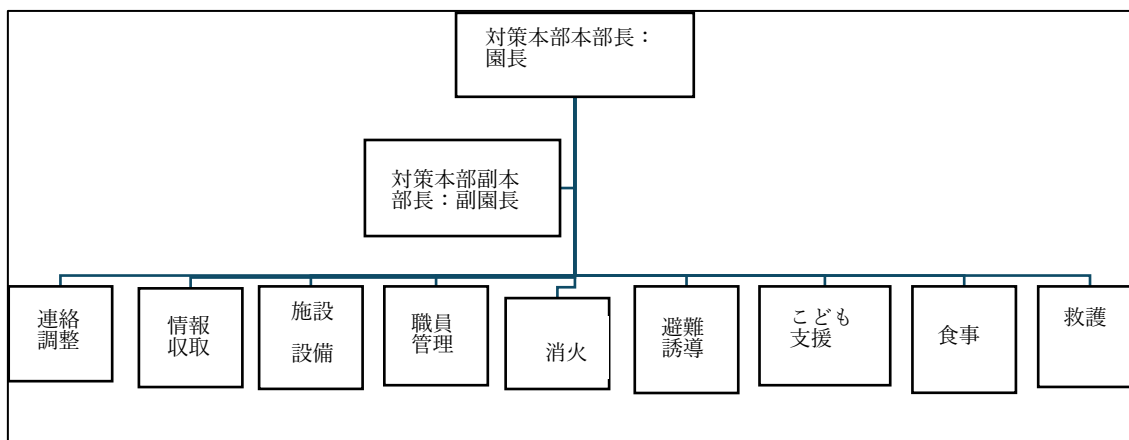 対策本部本部長：
園長
対策本部副本
部長：副園長
連絡
調整
情報
収取
施設
設備
職員
管理
消火
避難
誘導
こども
支援
食事
救護